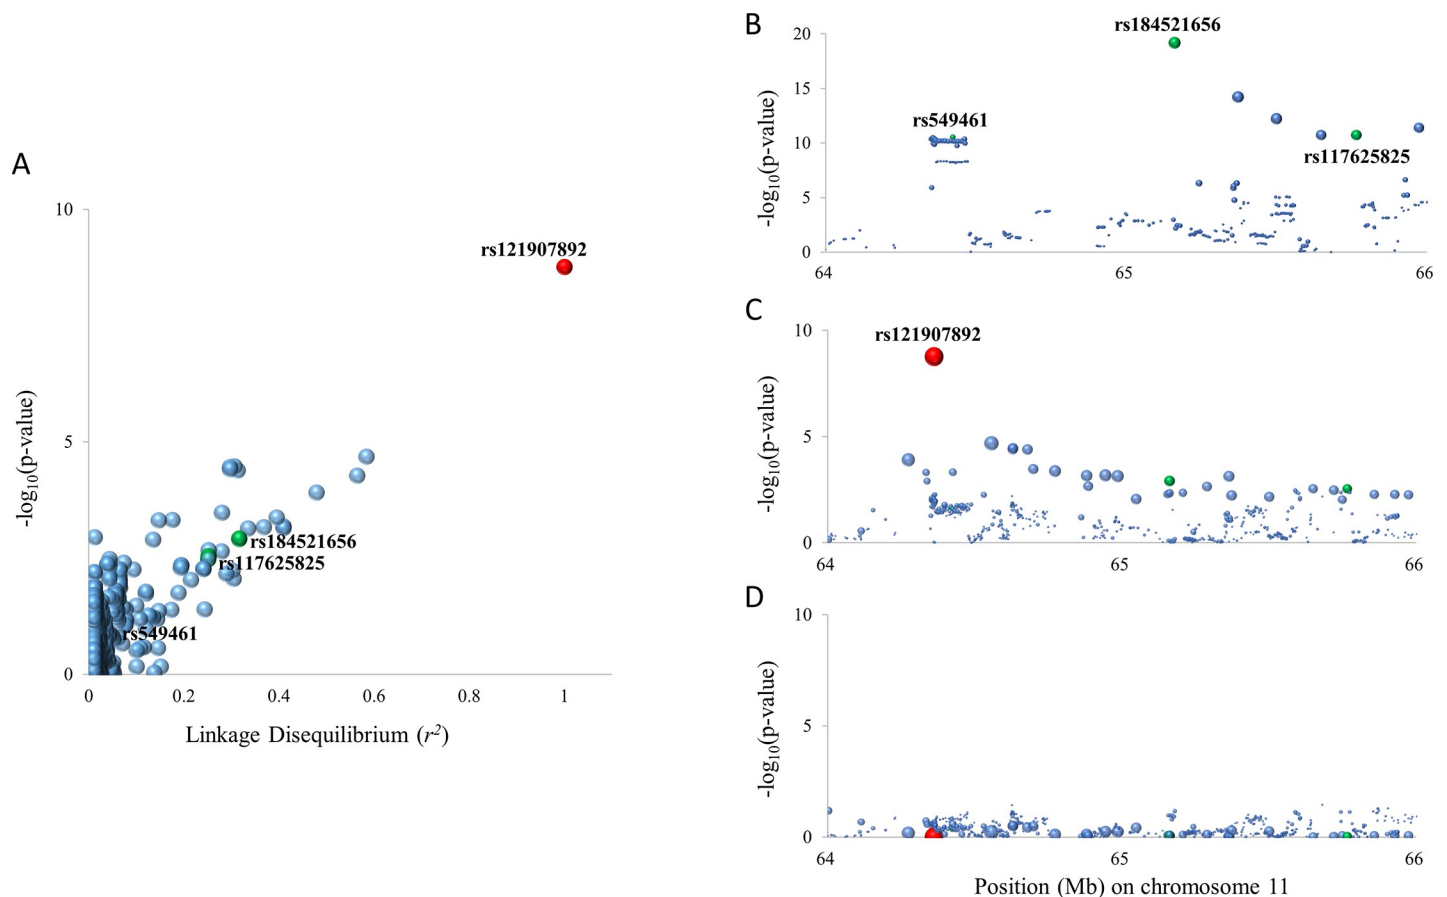 A
10
5
0
-log10(p-value)
rs121907892
rs184521656
rs117625825
rs549461
0 0.2 0.4 0.6 0.8 1
Linkage Disequilibrium (r2)
B
20
15
10
5
0
-log10(p-value)
rs184521656
rs549461
rs117625825
64 65 66
C
10
5
0
-log10(p-value)
rs121907892
64 65 66
D
10
5
0
-log10(p-value)
64 65 66
Position (Mb) on chromosome 11